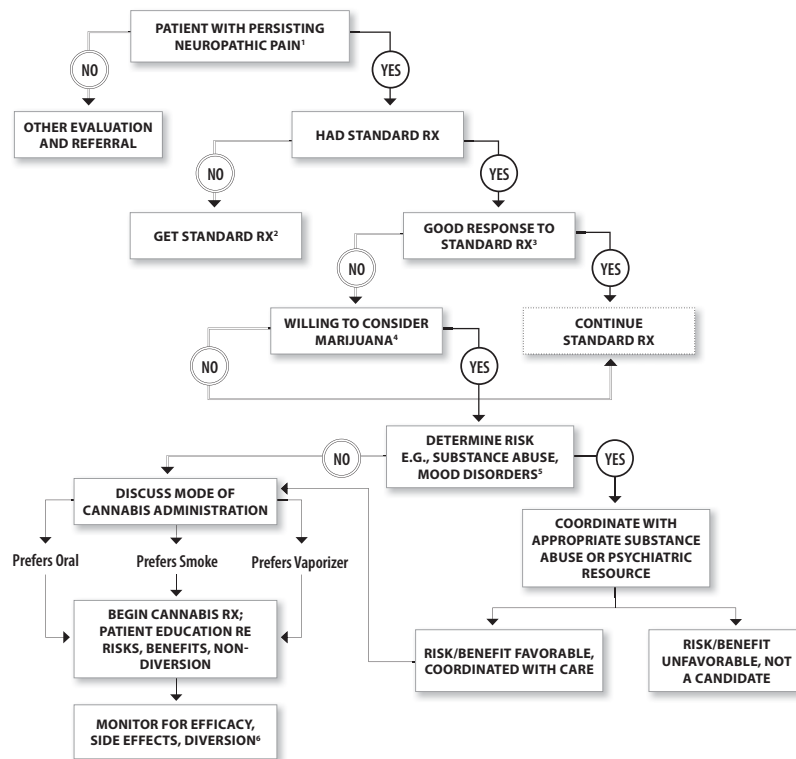 PATIENT WITH PERSISTING
NEUROPATHIC PAIN¹
NO
YES
OTHER EVALUATION
AND REFERRAL
HAD STANDARD RX
NO
YES
GET STANDARD RX²
GOOD RESPONSE TO
STANDARD RX³
NO
YES
WILLING TO CONSIDER
MARIJUANA⁴
CONTINUE
STANDARD RX
NO
YES
DETERMINE RISK
E.G., SUBSTANCE ABUSE,
MOOD DISORDERS⁵
NO
YES
DISCUSS MODE OF
CANNABIS ADMINISTRATION
COORDINATE WITH
APPROPRIATE SUBSTANCE
ABUSE OR PSYCHIATRIC
RESOURCE
Prefers Oral
Prefers Smoke
Prefers Vaporizer
BEGIN CANNABIS RX;
PATIENT EDUCATION RE
RISKS, BENEFITS, NON-
DIVERSION
RISK/BENEFIT FAVORABLE,
COORDINATED WITH CARE
RISK/BENEFIT
UNFAVORABLE, NOT
A CANDIDATE
MONITOR FOR EFFICACY,
SIDE EFFECTS, DIVERSION⁶